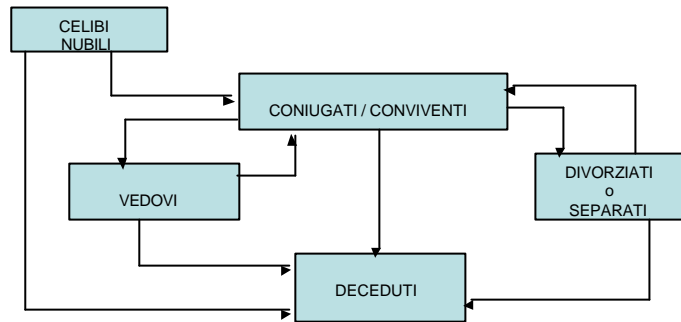 CELIBI
NUBILI
CONIUGATI / CONVIVENTI
VEDOVI
DIVORZIATI
o
SEPARATI
DECEDUTI